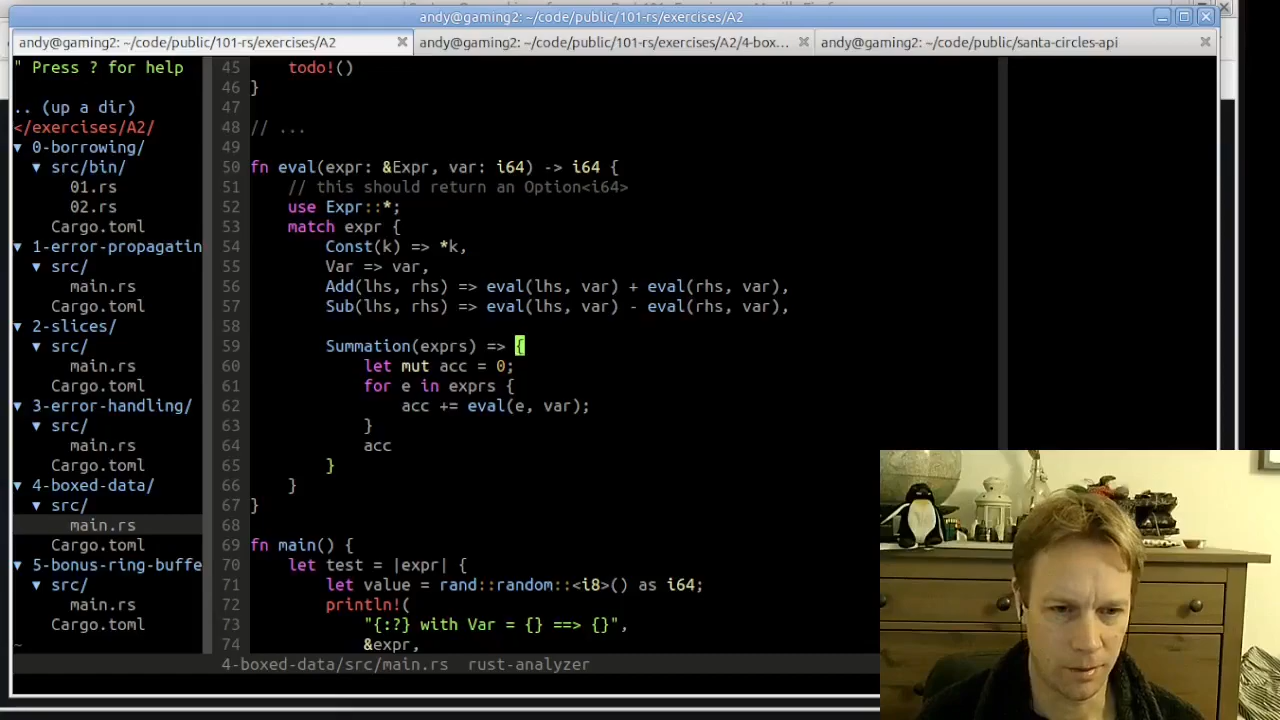 andy@gaming2: ~/code/public/101-rs/exercises/A2
andy@gaming2: ~/code/public/101-rs/exercises/A2
andy@gaming2: ~/code/public/101-rs/exercises/A2/4-box...
andy@gaming2: ~/code/public/santa-circles-api
" Press ? for help
.. (up a dir)
</exercises/A2/
▼ 0-borrowing/
▼ src/bin/
01.rs
02.rs
Cargo.toml
▼ 1-error-propagatin
▼ src/
main.rs
Cargo.toml
▼ 2-slices/
▼ src/
main.rs
Cargo.toml
▼ 3-error-handling/
▼ src/
main.rs
Cargo.toml
▼ 4-boxed-data/
▼ src/
main.rs
Cargo.toml
▼ 5-bonus-ring-buffe
▼ src/
main.rs
Cargo.toml
~
45 todo!()
46 }
47
48 // ...
49
50 fn eval(expr: &Expr, var: i64) -> i64 {
51 // this should return an Option<i64>
52 use Expr::*;
53 match expr {
54 Const(k) => *k,
55 Var => var,
56 Add(lhs, rhs) => eval(lhs, var) + eval(rhs, var),
57 Sub(lhs, rhs) => eval(lhs, var) - eval(rhs, var),
58
59 Summation(exprs) => {
60 let mut acc = 0;
61 for e in exprs {
62 acc += eval(e, var);
63 }
64 acc
65 }
66 }
67 }
68
69 fn main() {
70 let test = |expr| {
71 let value = rand::random::<i8>() as i64;
72 println!(
73 "{:?} with Var = {} ==> {}",
74 &expr,
4-boxed-data/src/main.rs rust-analyzer